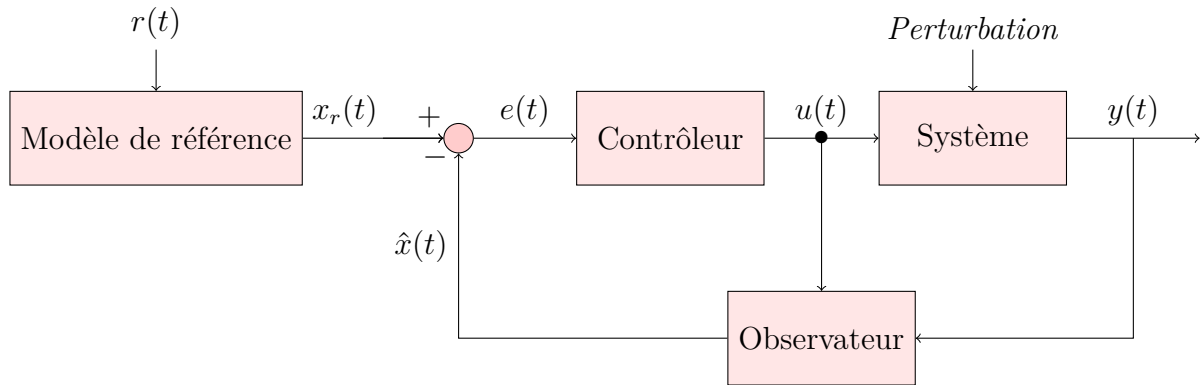 r(t)
Perturbation
Modèle de référence
x_r(t)
+
−
e(t)
Contrôleur
u(t)
Système
y(t)
x̂(t)
Observateur